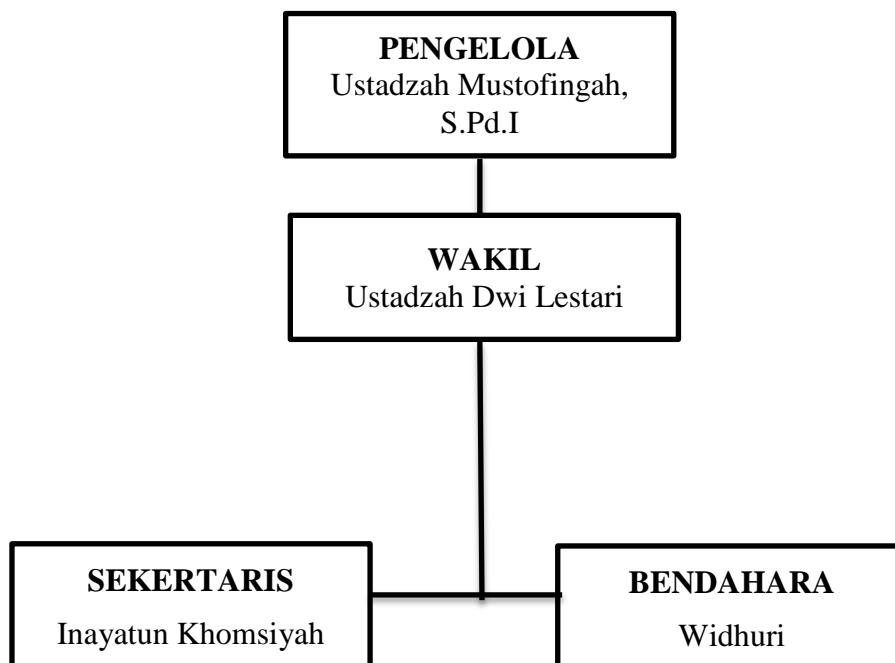 PENGELOLA
Ustadzah Mustofingah,
S.Pd.I
WAKIL
Ustadzah Dwi Lestari
SEKERTARIS
Inayatun Khomsiyah
BENDAHARA
Widhuri